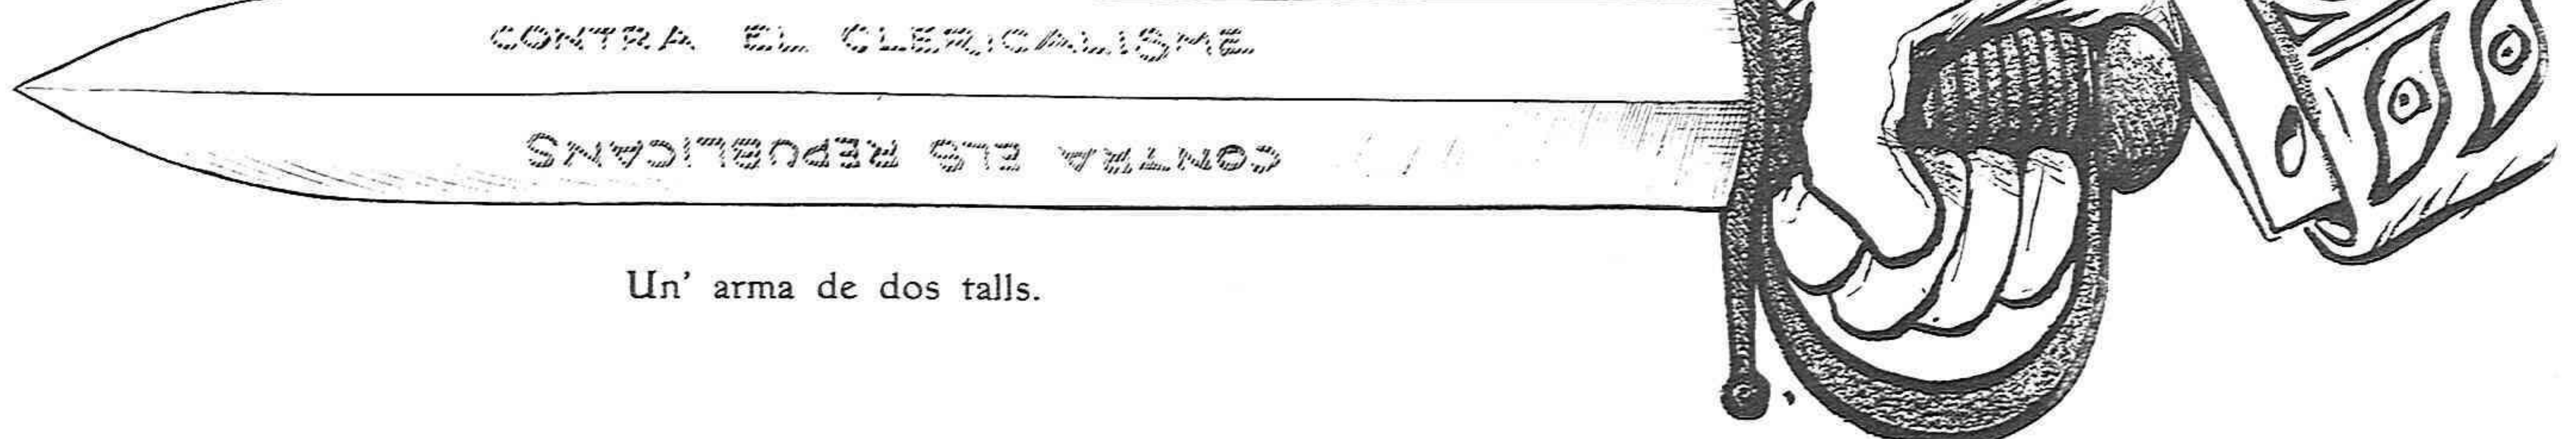 CONTRA EL CLERICALISME
CONTRA ELS REPUBLICANS
Un' arma de dos talls.